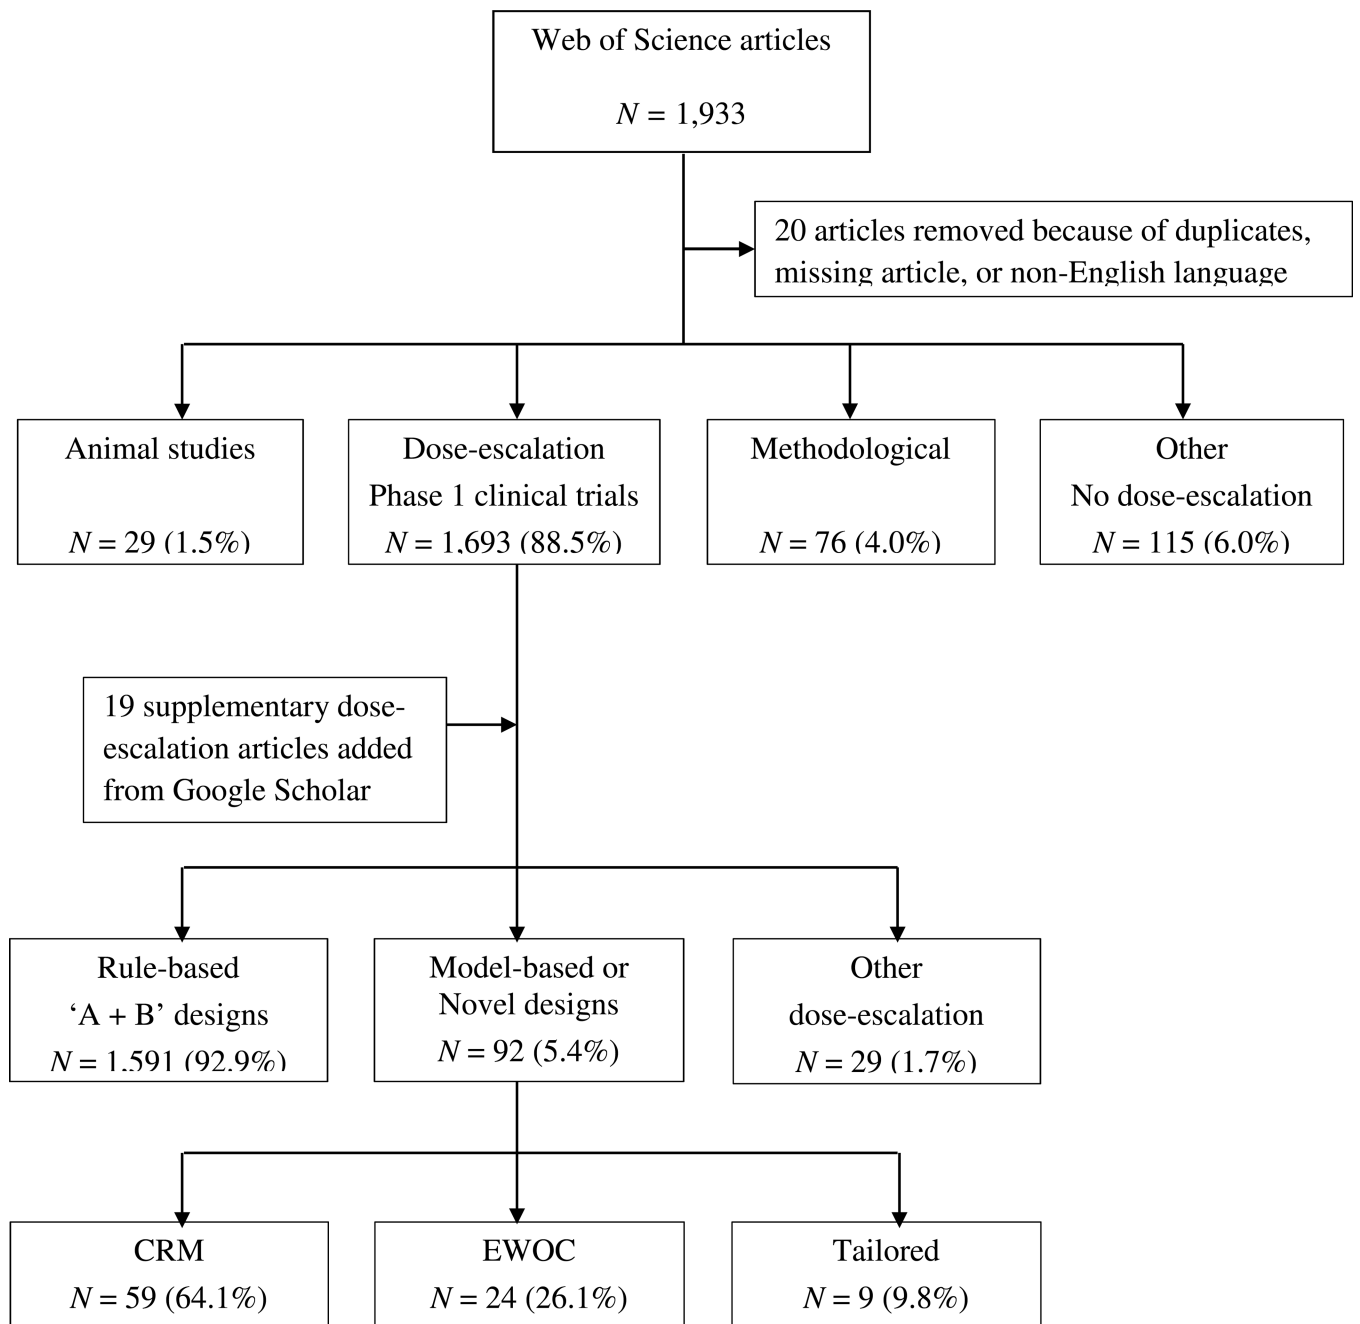 Web of Science articles
N = 1,933
20 articles removed because of duplicates,
missing article, or non-English language
Animal studies
N = 29 (1.5%)
Dose-escalation
Phase 1 clinical trials
N = 1,693 (88.5%)
Methodological
N = 76 (4.0%)
Other
No dose-escalation
N = 115 (6.0%)
19 supplementary dose-
escalation articles added
from Google Scholar
Rule-based
‘A + B’ designs
N = 1,591 (92.9%)
Model-based or
Novel designs
N = 92 (5.4%)
Other
dose-escalation
N = 29 (1.7%)
CRM
N = 59 (64.1%)
EWOC
N = 24 (26.1%)
Tailored
N = 9 (9.8%)